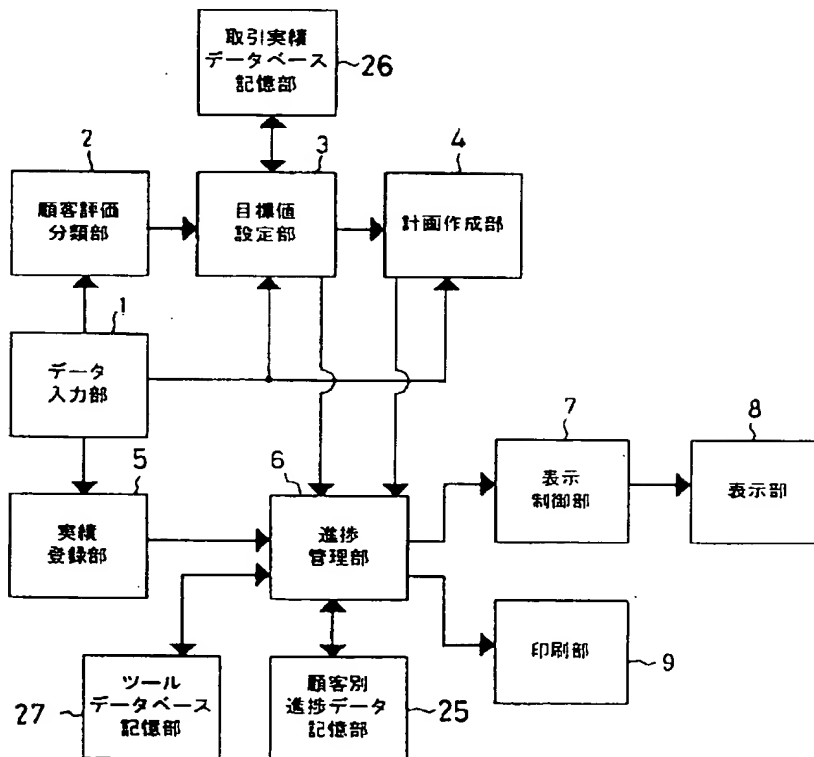 取引実績
データベース
記憶部
26
2
顧客評価
分類部
3
目標値
設定部
4
計画作成部
1
データ
入力部
5
実績
登録部
6
進捗
管理部
7
表示
制御部
8
表示部
印刷部
9
27
ツール
データベース
記憶部
顧客別
進捗データ
記憶部
25